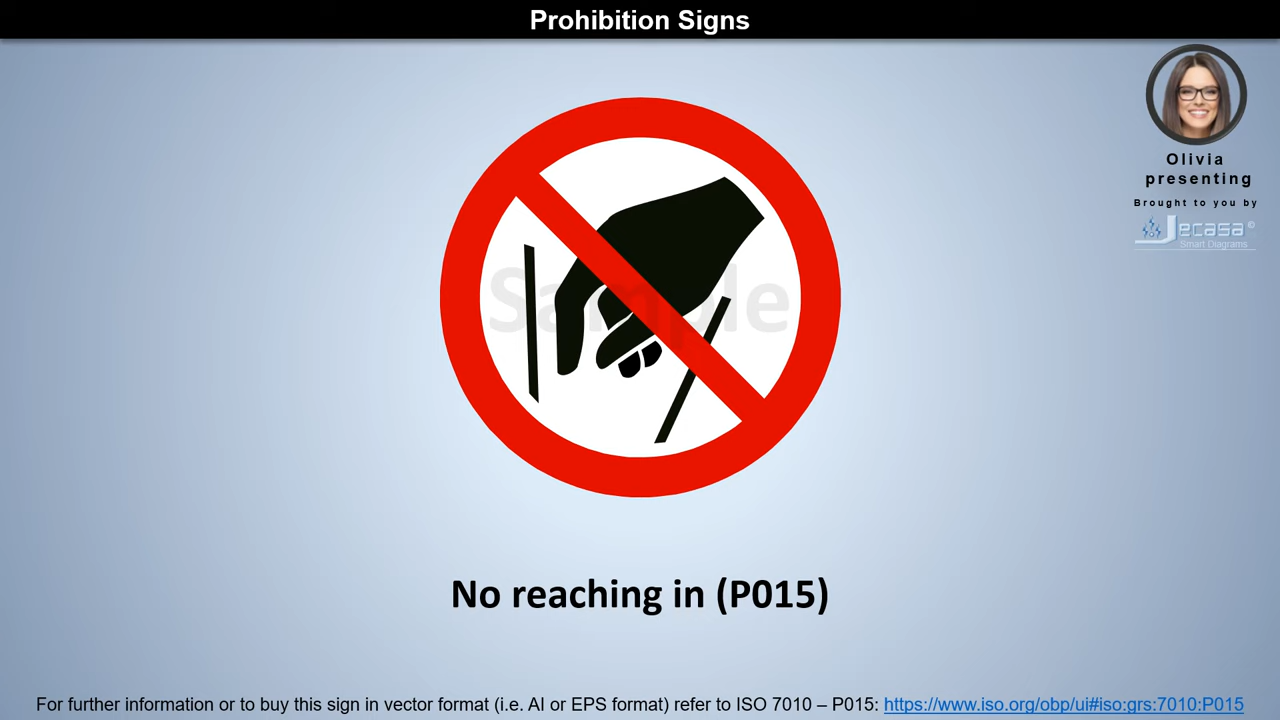 Prohibition Signs
Olivia
presenting
Brought to you by
Jecasa©
Smart Diagrams
Sample
No reaching in (P015)
For further information or to buy this sign in vector format (i.e. AI or EPS format) refer to ISO 7010 – P015: https://www.iso.org/obp/ui#iso:grs:7010:P015